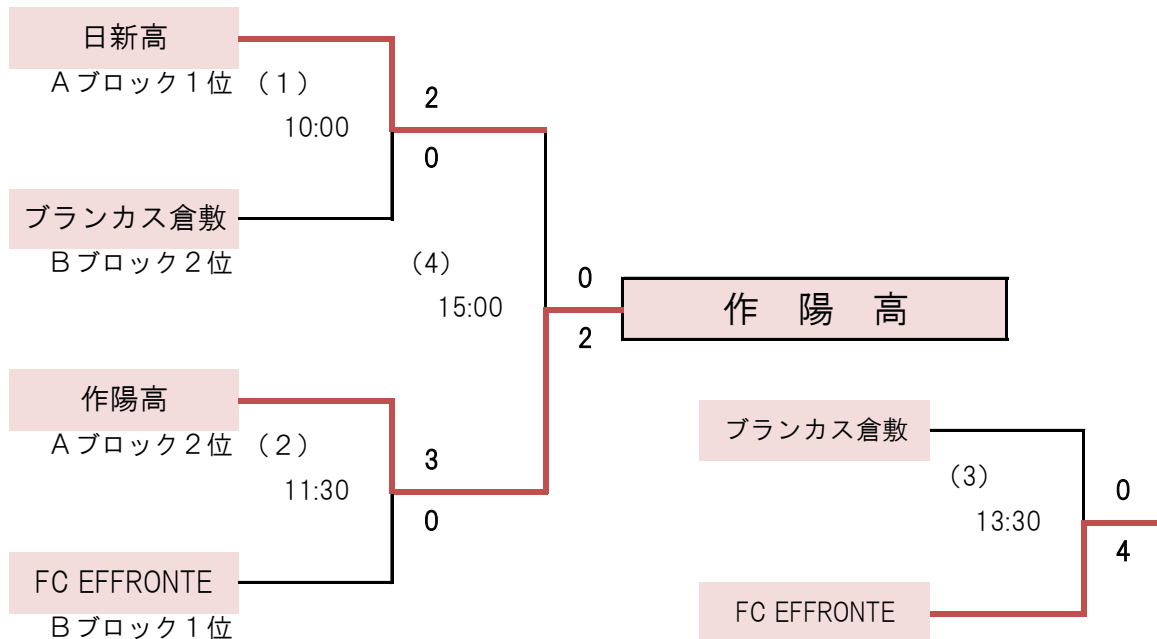 日新高
Aブロック1位 (1)
2
10:00
0
ブランカス倉敷
Bブロック2位
(4)
0
15:00
作 陽 高
2
作陽高
Aブロック2位 (2)
3
11:30
0
FC EFFRONTE
Bブロック1位
ブランカス倉敷
(3)
0
13:30
4
FC EFFRONTE